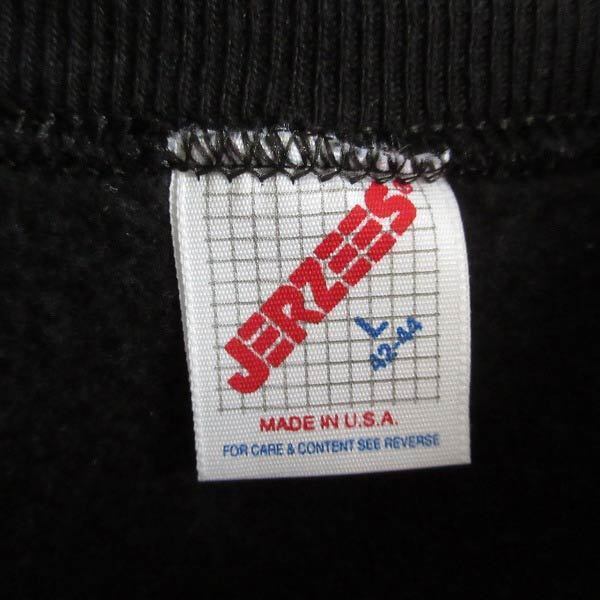 JERZEES
L
42-44
MADE IN U.S.A.
FOR CARE & CONTENT SEE REVERSE